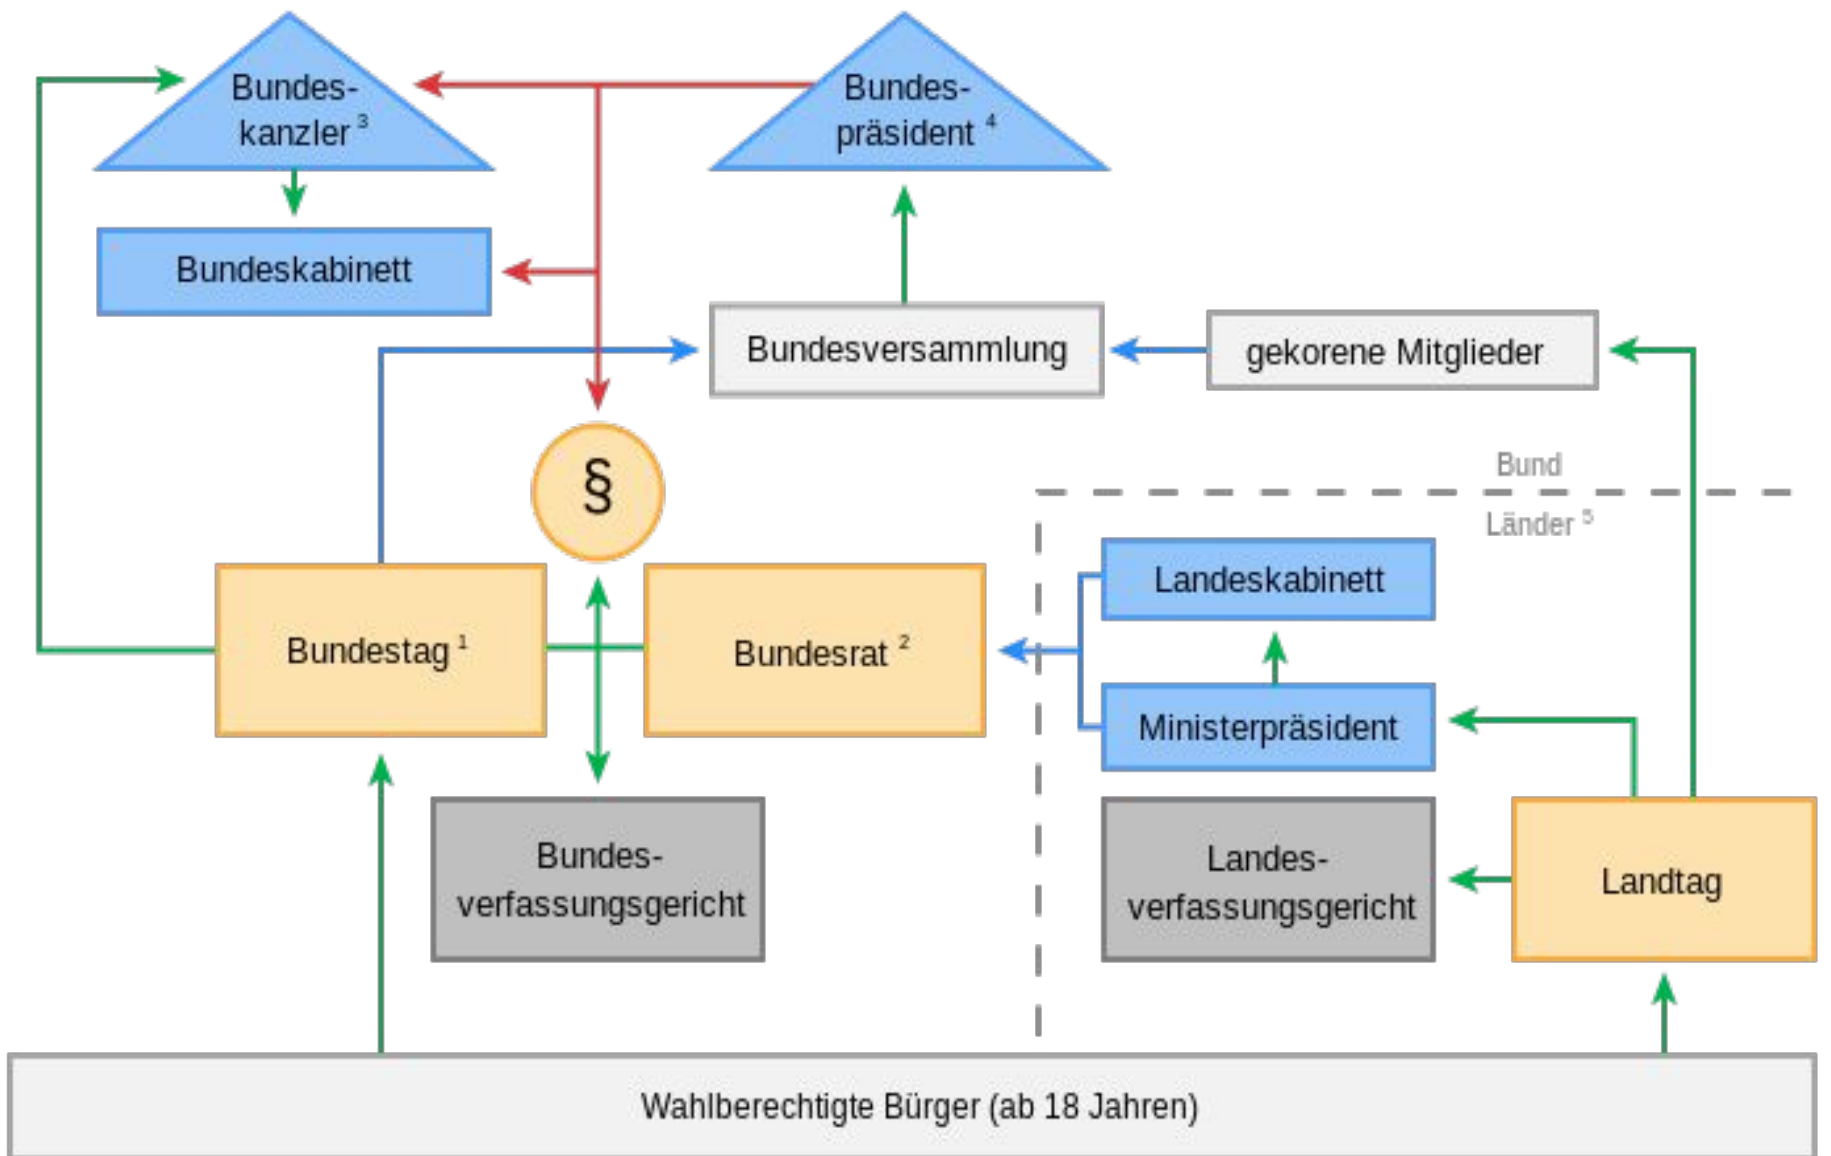 Bundes-
kanzler 3
Bundes-
präsident 4
Bundeskabinett
Bundesversammlung
gekorene Mitglieder
§
Bund
Länder 5
Landeskabinett
Bundestag 1
Bundesrat 2
Ministerpräsident
Bundes-
verfassungsgericht
Landes-
verfassungsgericht
Landtag
Wahlberechtigte Bürger (ab 18 Jahren)